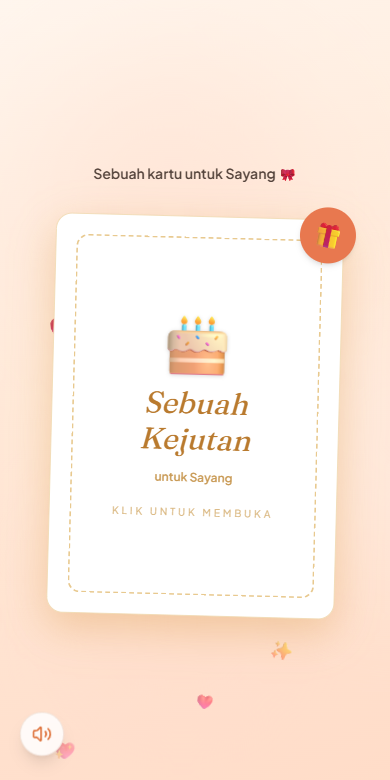 Sebuah kartu untuk Sayang
Sebuah
Kejutan
untuk Sayang
KLIK UNTUK MEMBUKA